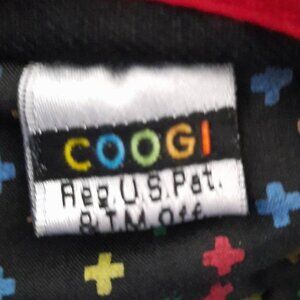 COOGI
Reg.U.S.Pat.
& T.M. Off